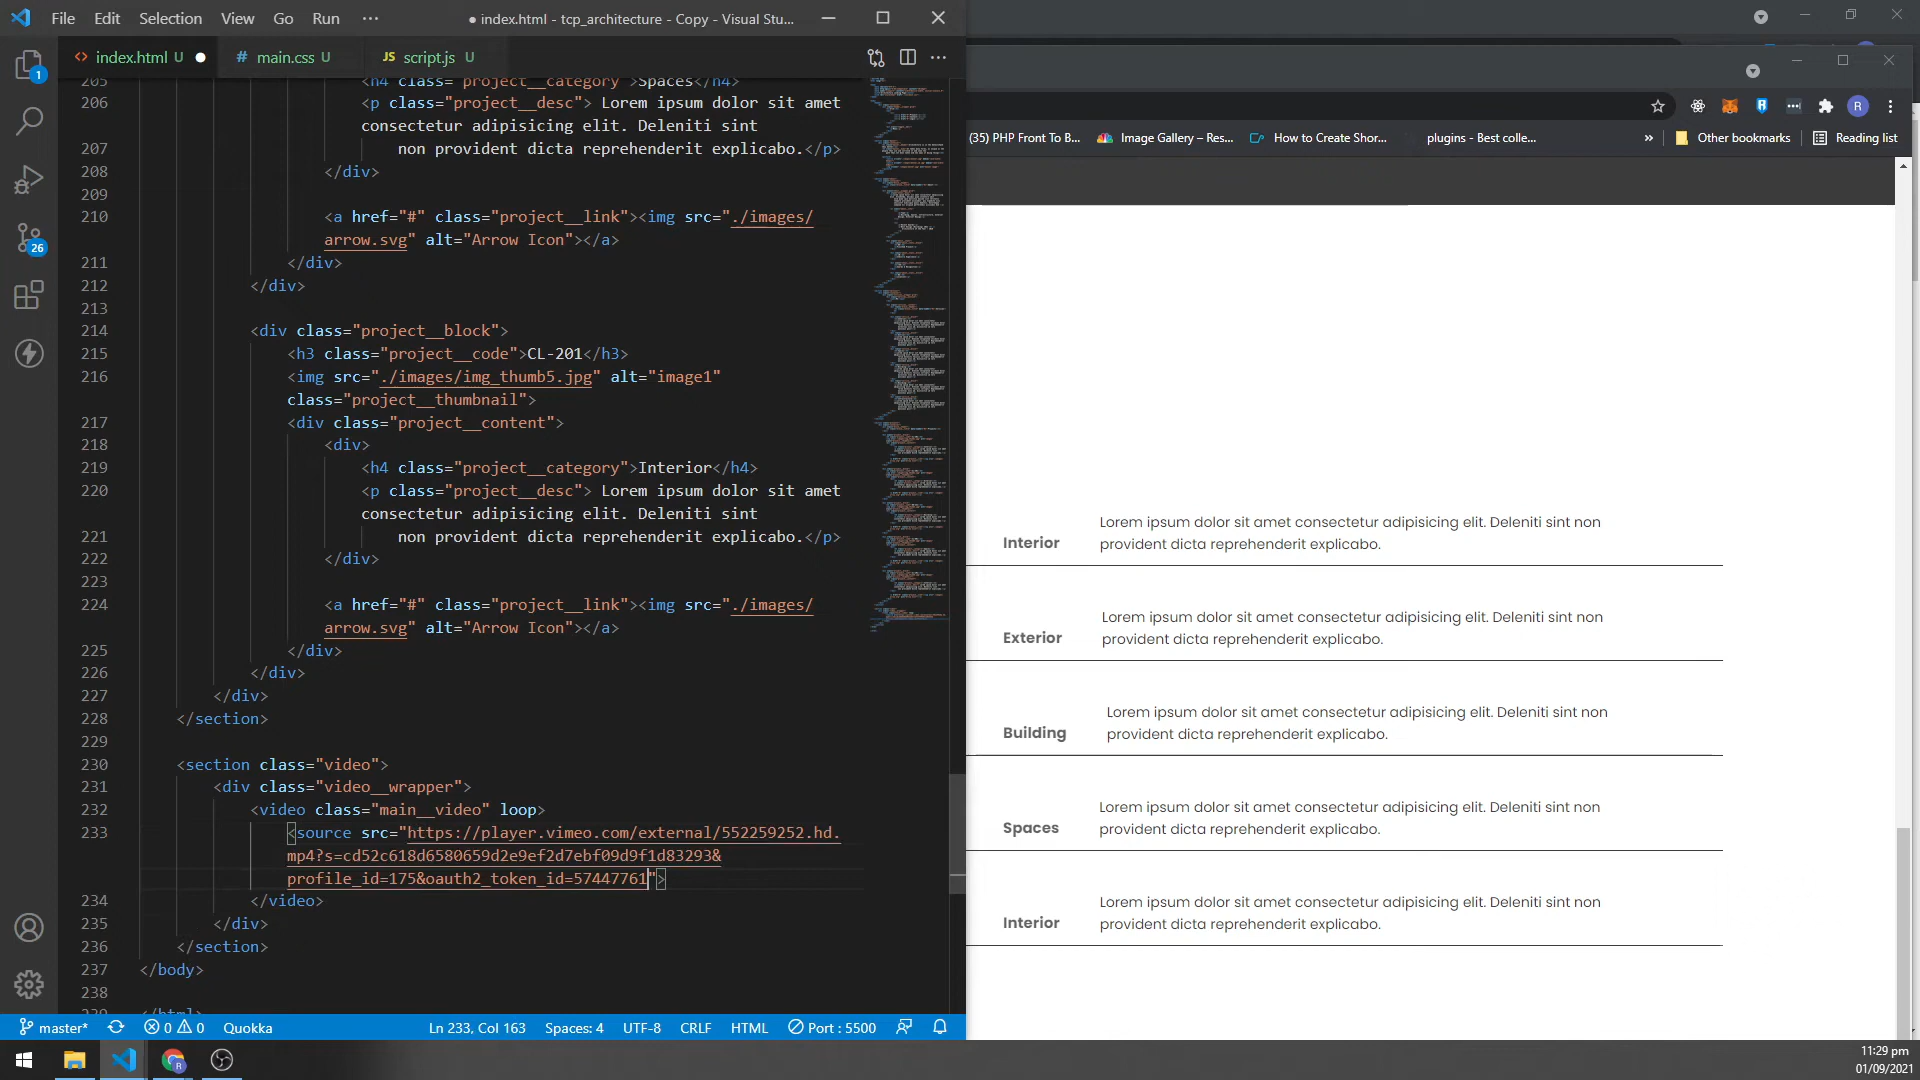 File Edit Selection View Go Run ···
● index.html - tcp_architecture - Copy - Visual Stu...
index.html U ●
# main.css U
JS script.js U
205 <h4 class="project__category">Spaces</h4>
206 <p class="project__desc"> Lorem ipsum dolor sit amet
consectetur adipisicing elit. Deleniti sint
207 non provident dicta reprehenderit explicabo.</p>
208 </div>
209
210 <a href="#" class="project__link"><img src="./images/
arrow.svg" alt="Arrow Icon"></a>
211 </div>
212 </div>
213
214 <div class="project__block">
215 <h3 class="project__code">CL-201</h3>
216 <img src="./images/img_thumb5.jpg" alt="image1"
class="project__thumbnail">
217 <div class="project__content">
218 <div>
219 <h4 class="project__category">Interior</h4>
220 <p class="project__desc"> Lorem ipsum dolor sit amet
consectetur adipisicing elit. Deleniti sint
221 non provident dicta reprehenderit explicabo.</p>
222 </div>
223
224 <a href="#" class="project__link"><img src="./images/
arrow.svg" alt="Arrow Icon"></a>
225 </div>
226 </div>
227 </div>
228 </section>
229
230 <section class="video">
231 <div class="video__wrapper">
232 <video class="main__video" loop>
233 <source src="https://player.vimeo.com/external/552259252.hd.
mp4?s=cd52c618d6580659d2e9ef2d7ebf09d9f1d83293&
profile_id=175&oauth2_token_id=57447761">
234 </video>
235 </div>
236 </section>
237 </body>
238
239 </html>
1
26
master* 0 0 Quokka Ln 233, Col 163 Spaces: 4 UTF-8 CRLF HTML Port : 5500
R
(35) PHP Front To B... Image Gallery – Res... How to Create Shor... plugins - Best colle... » Other bookmarks Reading list
Interior
Lorem ipsum dolor sit amet consectetur adipisicing elit. Deleniti sint non
provident dicta reprehenderit explicabo.
Exterior
Lorem ipsum dolor sit amet consectetur adipisicing elit. Deleniti sint non
provident dicta reprehenderit explicabo.
Building
Lorem ipsum dolor sit amet consectetur adipisicing elit. Deleniti sint non
provident dicta reprehenderit explicabo.
Spaces
Lorem ipsum dolor sit amet consectetur adipisicing elit. Deleniti sint non
provident dicta reprehenderit explicabo.
Interior
Lorem ipsum dolor sit amet consectetur adipisicing elit. Deleniti sint non
provident dicta reprehenderit explicabo.
11:29 pm
01/09/2021